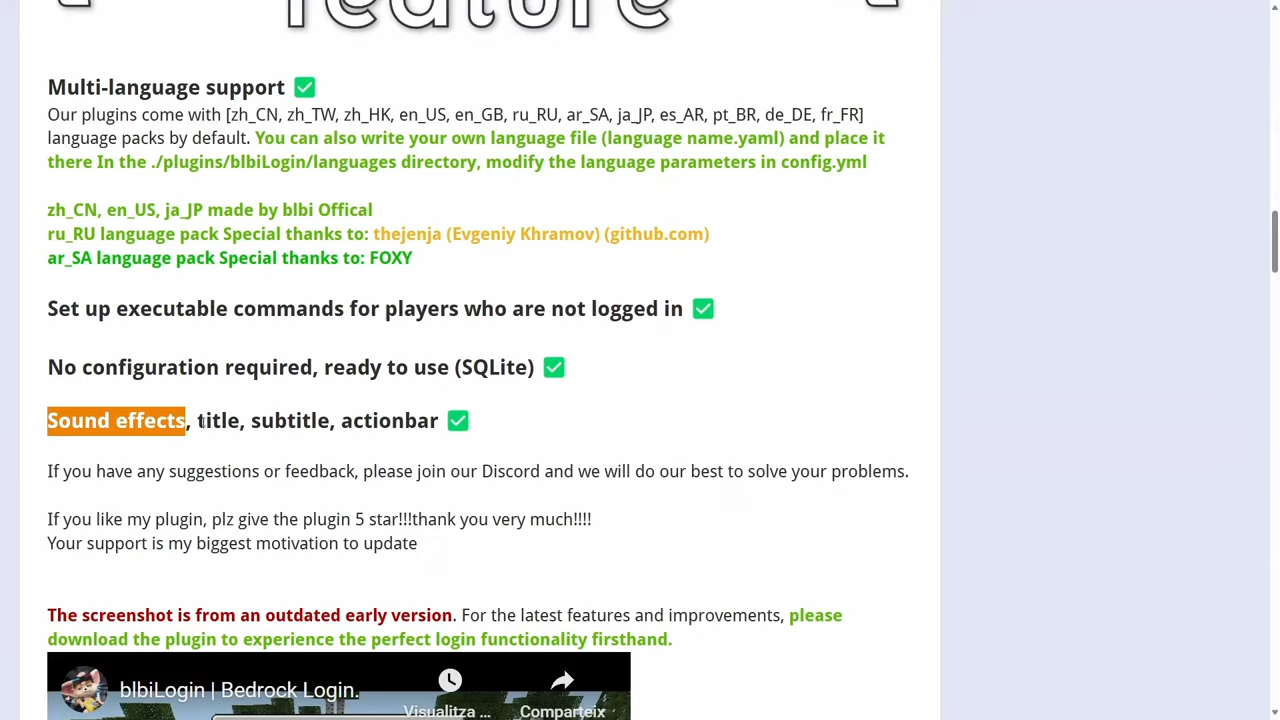 feature
Multi-language support
Our plugins come with [zh_CN, zh_TW, zh_HK, en_US, en_GB, ru_RU, ar_SA, ja_JP, es_AR, pt_BR, de_DE, fr_FR]
language packs by default. You can also write your own language file (language name.yaml) and place it
there In the ./plugins/blbiLogin/languages directory, modify the language parameters in config.yml
zh_CN, en_US, ja_JP made by blbi Offical
ru_RU language pack Special thanks to: thejenja (Evgeniy Khramov) (github.com)
ar_SA language pack Special thanks to: FOXY
Set up executable commands for players who are not logged in
No configuration required, ready to use (SQLite)
Sound effects, title, subtitle, actionbar
If you have any suggestions or feedback, please join our Discord and we will do our best to solve your problems.
If you like my plugin, plz give the plugin 5 star!!!thank you very much!!!!
Your support is my biggest motivation to update
The screenshot is from an outdated early version. For the latest features and improvements, please
download the plugin to experience the perfect login functionality firsthand.
blbiLogin | Bedrock Login.
Visualitza ... Comparteix